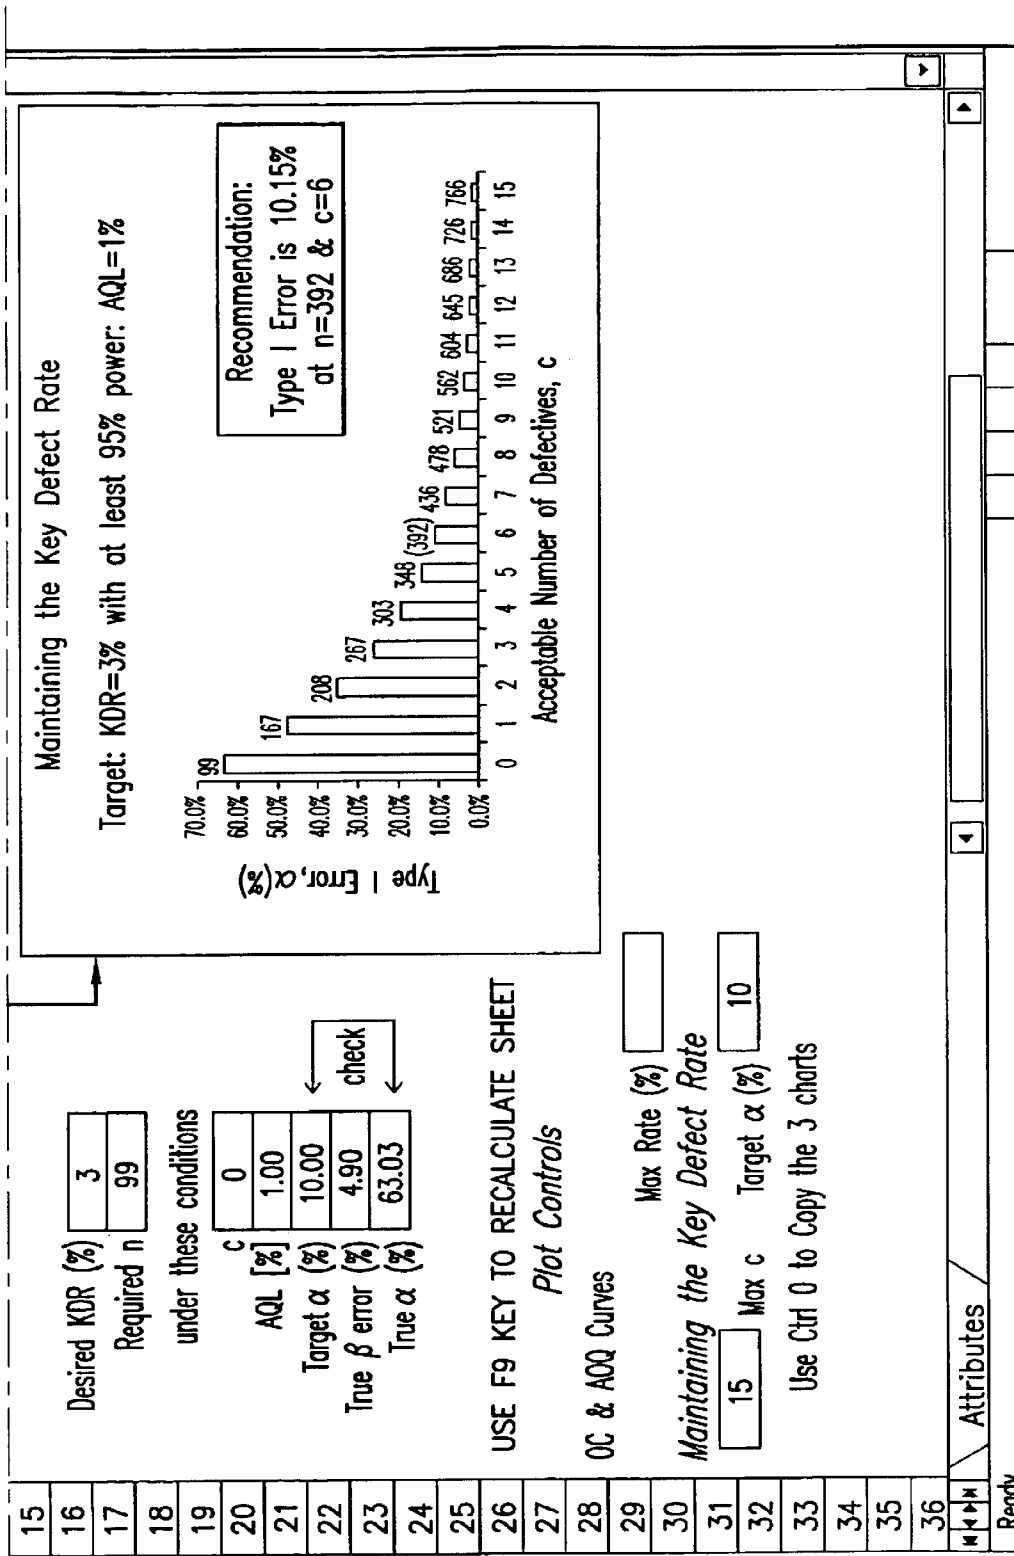 15
16
17
18
19
20
21
22
23
24
25
26
27
28
29
30
31
32
33
34
35
36
Desired KDR (%) 3
Required n 99
under these conditions
c 0
AQL [%] 1.00
Target α (%) 10.00
True β error (%) 4.90
True α (%) 63.03
check
USE F9 KEY TO RECALCULATE SHEET
Plot Controls
OC & AOQ Curves
Max Rate (%)
Maintaining the Key Defect Rate
15 Max c Target α (%) 10
Use Ctrl O to Copy the 3 charts
Maintaining the Key Defect Rate
Target: KDR=3% with at least 95% power: AQL=1%
Recommendation:
Type I Error is 10.15%
at n=392 & c=6
Type I Error, α(%)
70.0%
60.0%
50.0%
40.0%
30.0%
20.0%
10.0%
0.0%
99 167 208 267 303 348 (392) 436 478 521 562 604 645 686 726 766
0 1 2 3 4 5 6 7 8 9 10 11 12 13 14 15
Acceptable Number of Defectives, c
Attributes
Ready